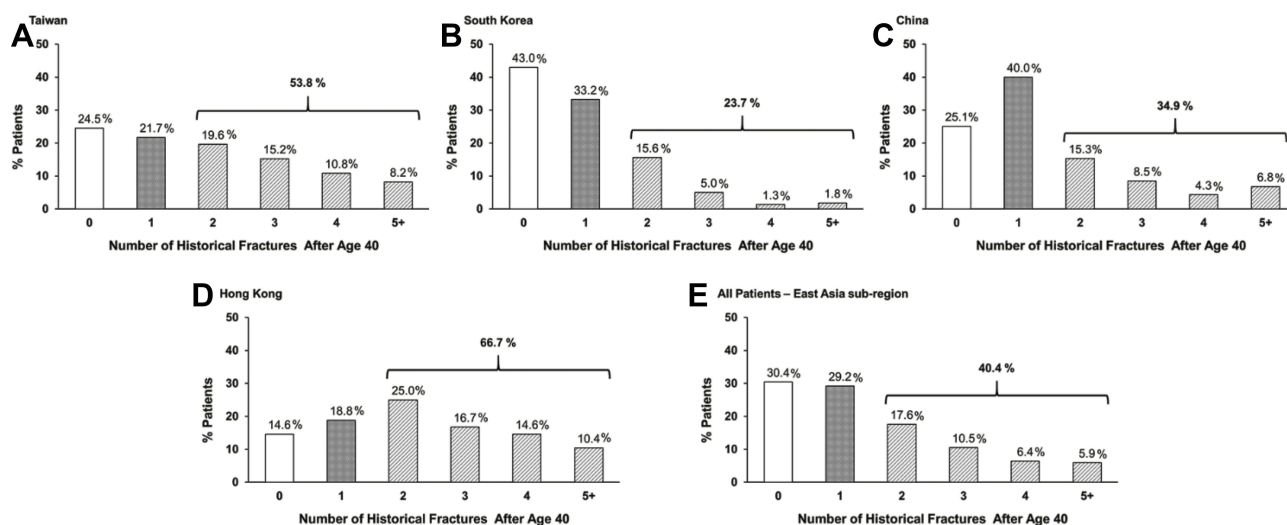 A
Taiwan
% Patients
50
40
30
20
10
0
24.5%
21.7%
19.6%
15.2%
10.8%
8.2%
53.8 %
0 1 2 3 4 5+
Number of Historical Fractures After Age 40
B
South Korea
% Patients
50
40
30
20
10
0
43.0%
33.2%
15.6%
5.0%
1.3%
1.8%
23.7 %
0 1 2 3 4 5+
Number of Historical Fractures After Age 40
C
China
% Patients
50
40
30
20
10
0
25.1%
40.0%
15.3%
8.5%
4.3%
6.8%
34.9 %
0 1 2 3 4 5+
Number of Historical Fractures After Age 40
D
Hong Kong
% Patients
50
40
30
20
10
0
14.6%
18.8%
25.0%
16.7%
14.6%
10.4%
66.7 %
0 1 2 3 4 5+
Number of Historical Fractures After Age 40
E
All Patients – East Asia sub-region
% Patients
50
40
30
20
10
0
30.4%
29.2%
17.6%
10.5%
6.4%
5.9%
40.4 %
0 1 2 3 4 5+
Number of Historical Fractures After Age 40